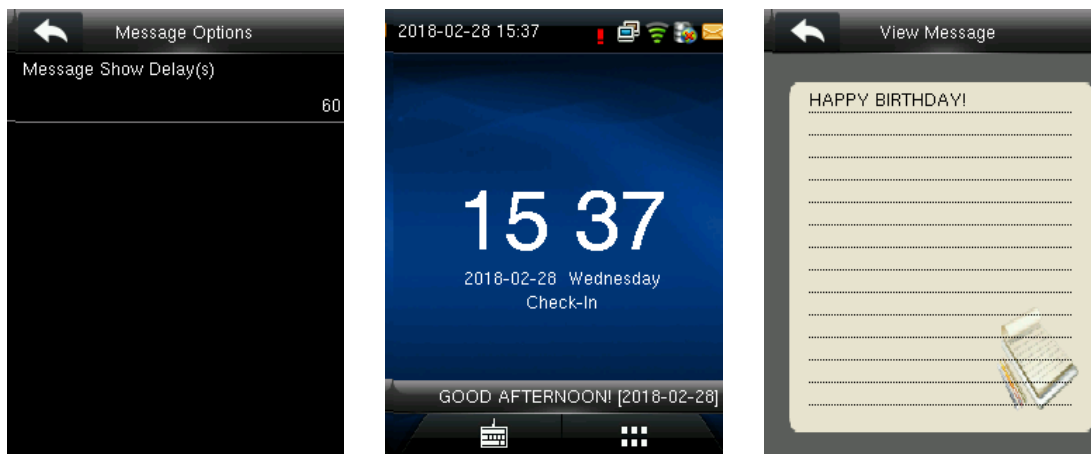 Message Options
Message Show Delay(s)
60
2018-02-28 15:37
15 37
2018-02-28 Wednesday
Check-In
GOOD AFTERNOON! [2018-02-28]
View Message
HAPPY BIRTHDAY!